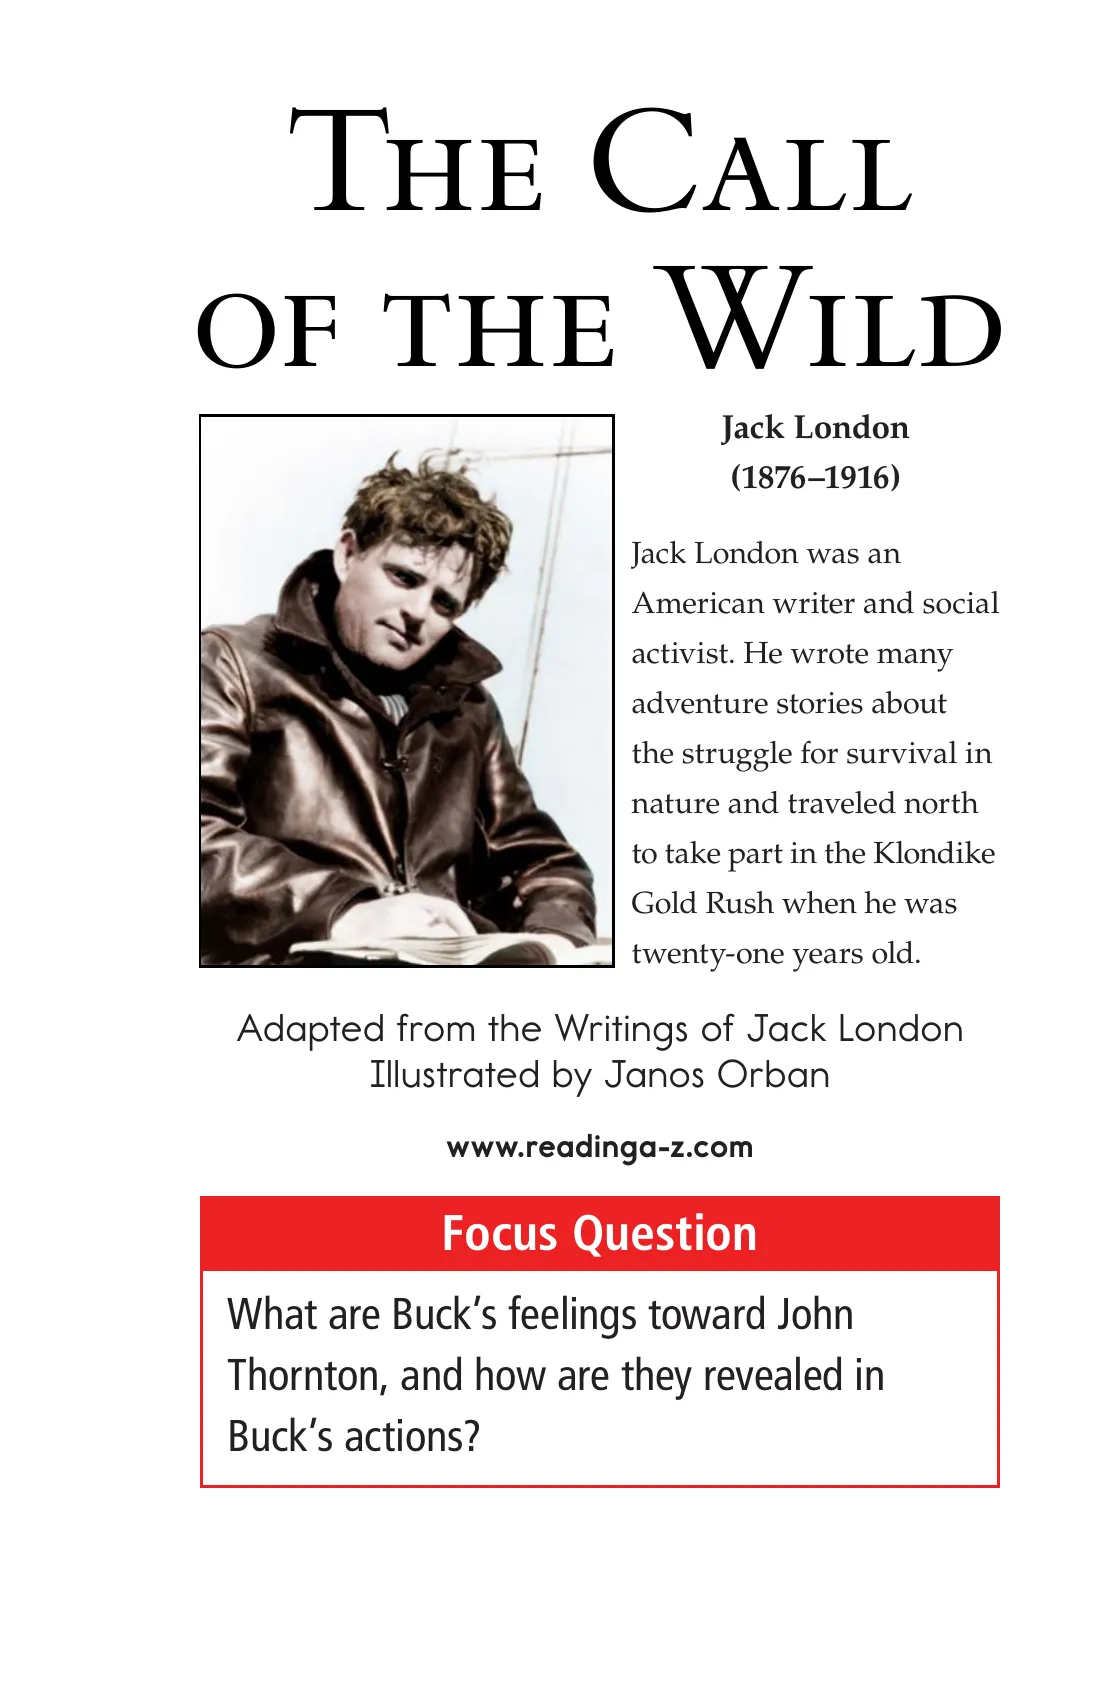 The Call
of the Wild
Jack London
(1876–1916)
Jack London was an
American writer and social
activist. He wrote many
adventure stories about
the struggle for survival in
nature and traveled north
to take part in the Klondike
Gold Rush when he was
twenty-one years old.
Adapted from the Writings of Jack London
Illustrated by Janos Orban
www.readinga-z.com
Focus Question
What are Buck’s feelings toward John
Thornton, and how are they revealed in
Buck’s actions?